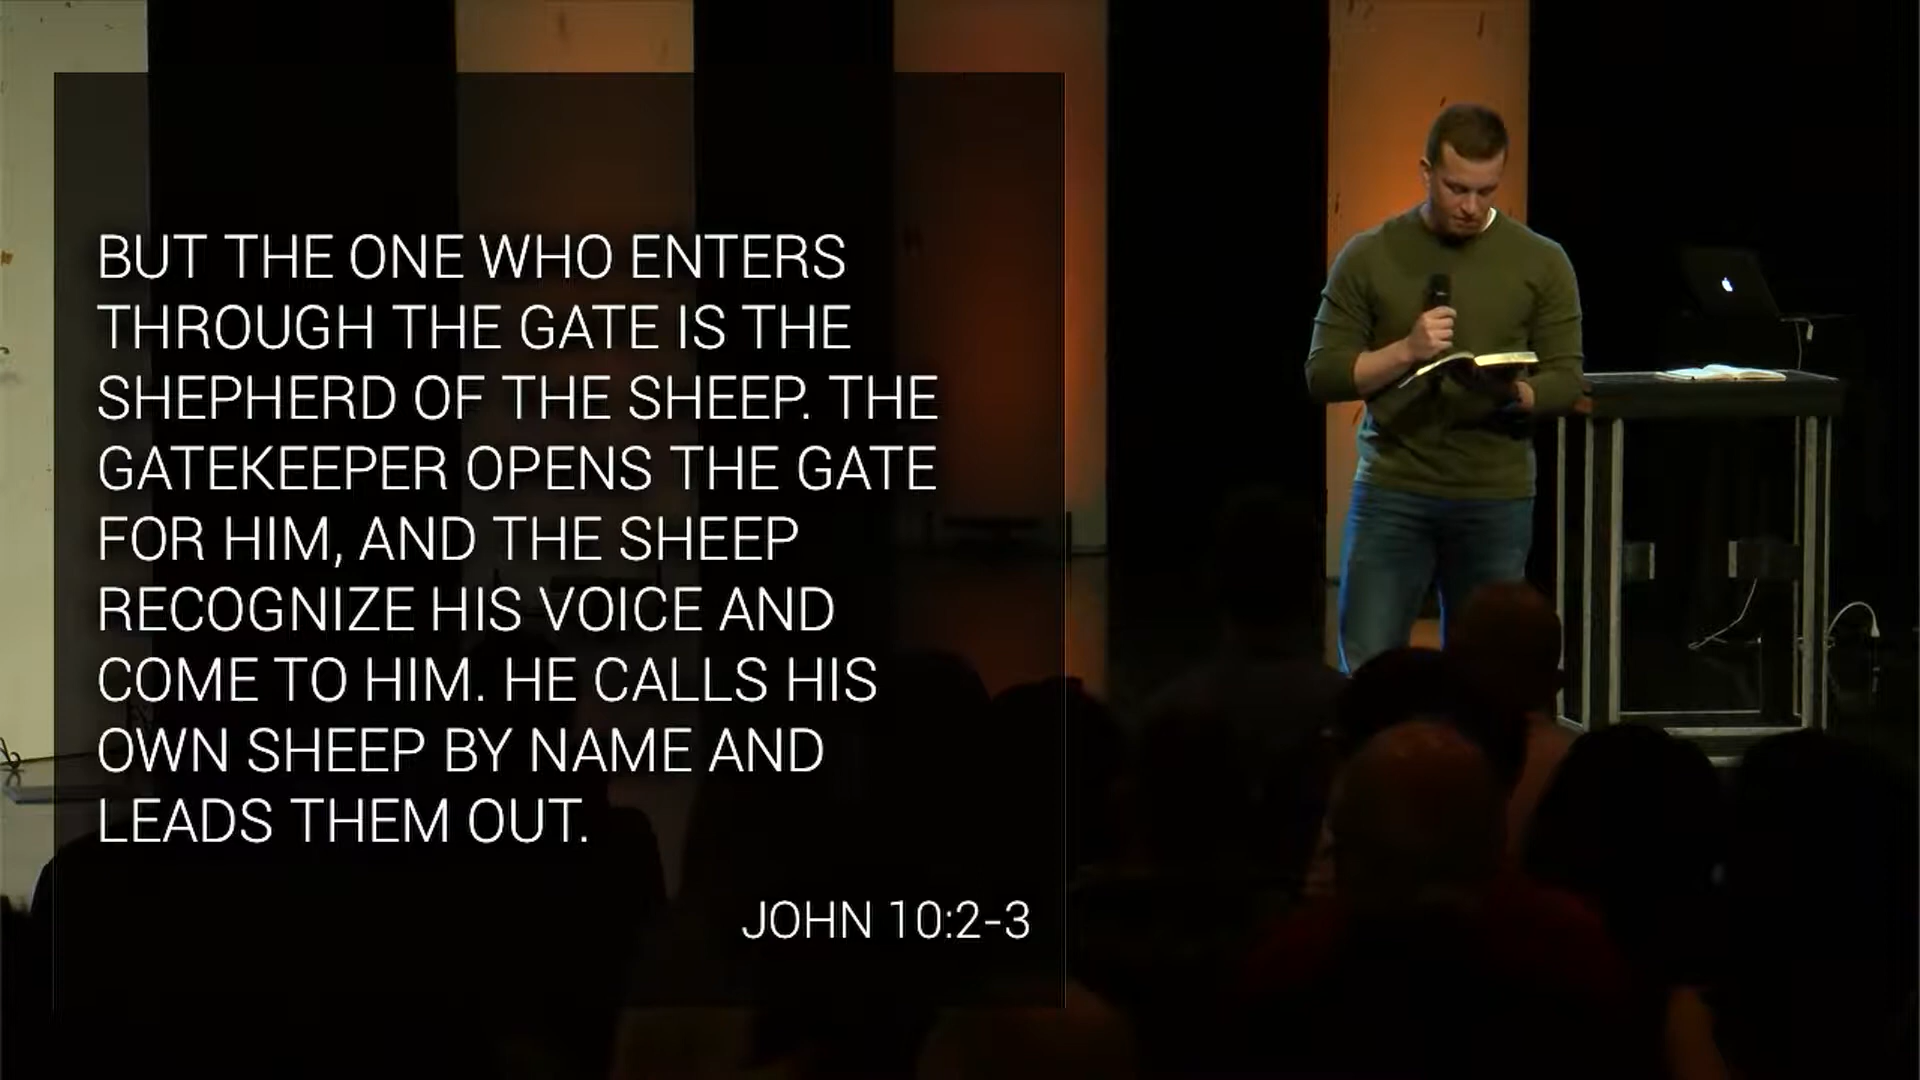 BUT THE ONE WHO ENTERS
THROUGH THE GATE IS THE
SHEPHERD OF THE SHEEP. THE
GATEKEEPER OPENS THE GATE
FOR HIM, AND THE SHEEP
RECOGNIZE HIS VOICE AND
COME TO HIM. HE CALLS HIS
OWN SHEEP BY NAME AND
LEADS THEM OUT.
JOHN 10:2-3